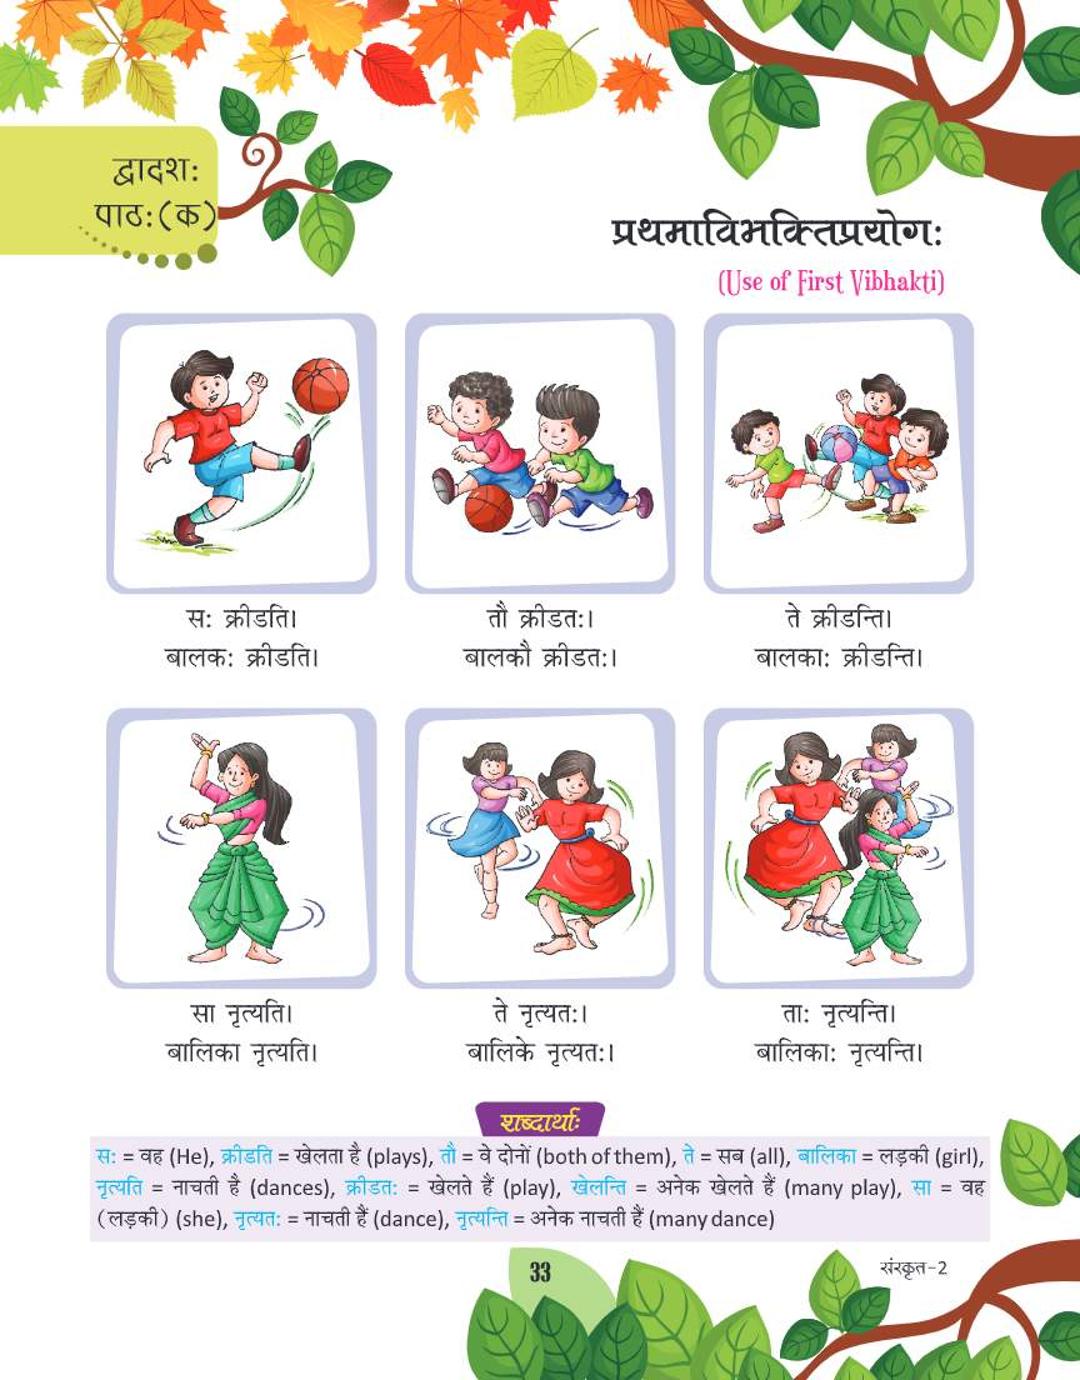 द्वादशः
पाठः(क)
प्रथमाविभक्तिप्रयोगः
(Use of First Vibhakti)
सः क्रीडति।
बालकः क्रीडति।
तौ क्रीडतः।
बालकौ क्रीडतः।
ते क्रीडन्ति।
बालकाः क्रीडन्ति।
सा नृत्यति।
बालिका नृत्यति।
ते नृत्यतः।
बालिके नृत्यतः।
ताः नृत्यन्ति।
बालिकाः नृत्यन्ति।
शब्दार्थाः
सः = वह (He), क्रीडति = खेलता है (plays), तौ = वे दोनों (both of them), ते = सब (all), बालिका = लड़की (girl),
नृत्यति = नाचती है (dances), क्रीडतः = खेलते हैं (play), खेलन्ति = अनेक खेलते हैं (many play), सा = वह
(लड़की) (she), नृत्यतः = नाचती हैं (dance), नृत्यन्ति = अनेक नाचती हैं (many dance)
33
संस्कृत-2